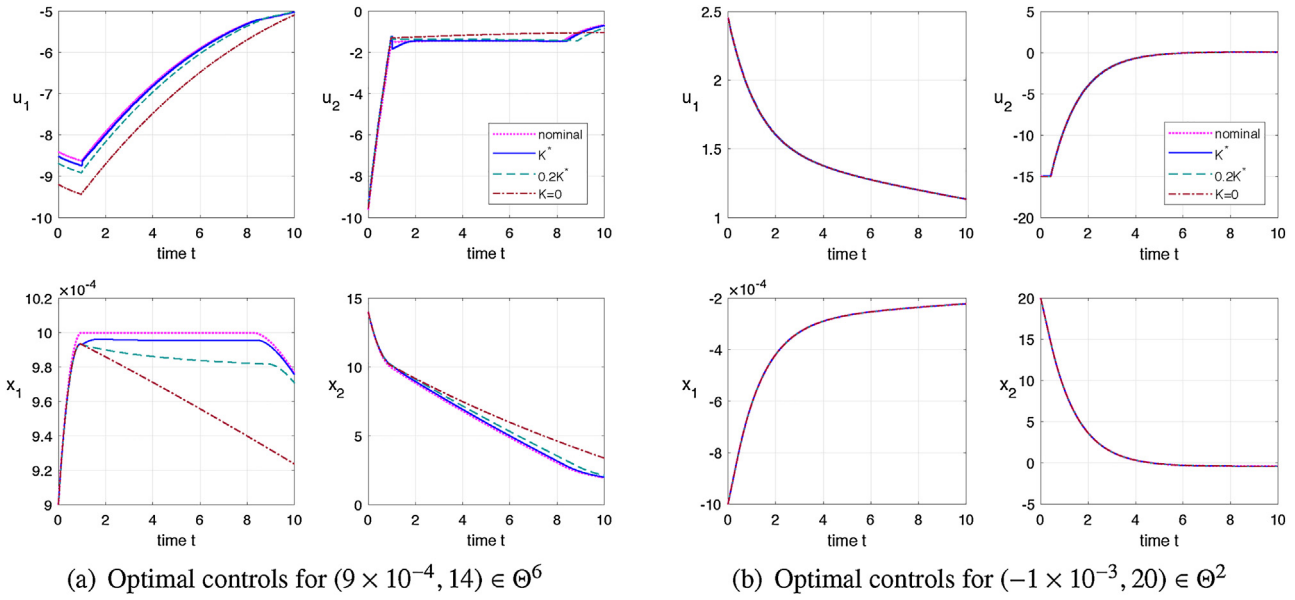 -5
-6
-7
-8
-9
-10
u1
0 2 4 6 8 10
time t
0
-2
-4
-6
-8
-10
u2
nominal
K*
0.2K*
K=0
0 2 4 6 8 10
time t
2.5
2
1.5
1
u1
0 2 4 6 8 10
time t
5
0
-5
-10
-15
-20
u2
nominal
K*
0.2K*
K=0
0 2 4 6 8 10
time t
×10-4
10.2
10
9.8
9.6
9.4
9.2
9
x1
0 2 4 6 8 10
time t
15
10
5
0
x2
0 2 4 6 8 10
time t
×10-4
-2
-4
-6
-8
-10
x1
0 2 4 6 8 10
time t
20
15
10
5
0
-5
x2
0 2 4 6 8 10
time t
(a) Optimal controls for (9 × 10−4, 14) ∈ Θ6
(b) Optimal controls for (−1 × 10−3, 20) ∈ Θ2